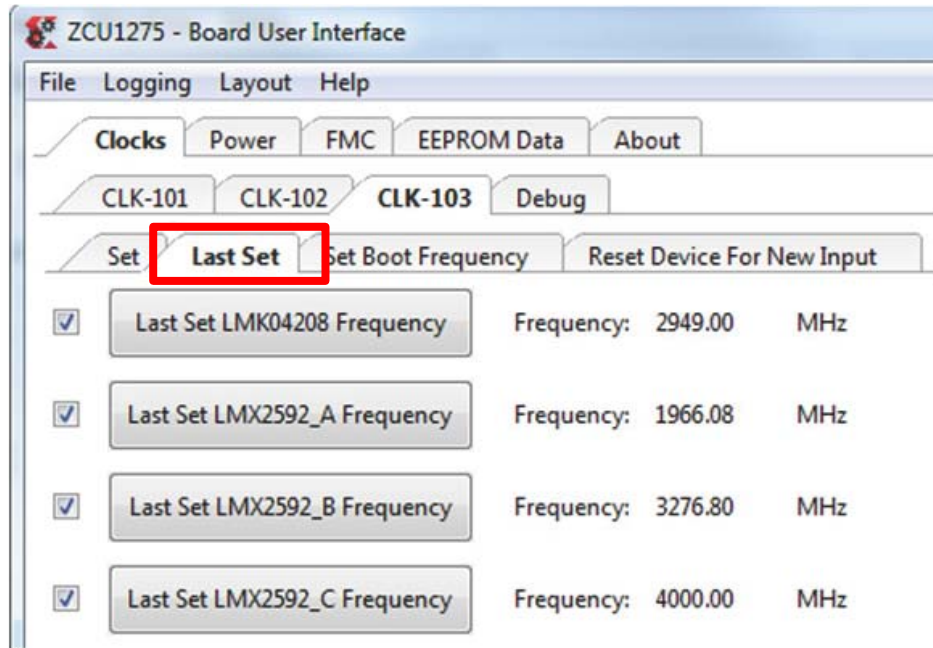 ZCU1275 - Board User Interface
File Logging Layout Help
Clocks Power FMC EEPROM Data About
CLK-101 CLK-102 CLK-103 Debug
Set Last Set Set Boot Frequency Reset Device For New Input
Last Set LMK04208 Frequency Frequency: 2949.00 MHz
Last Set LMX2592_A Frequency Frequency: 1966.08 MHz
Last Set LMX2592_B Frequency Frequency: 3276.80 MHz
Last Set LMX2592_C Frequency Frequency: 4000.00 MHz